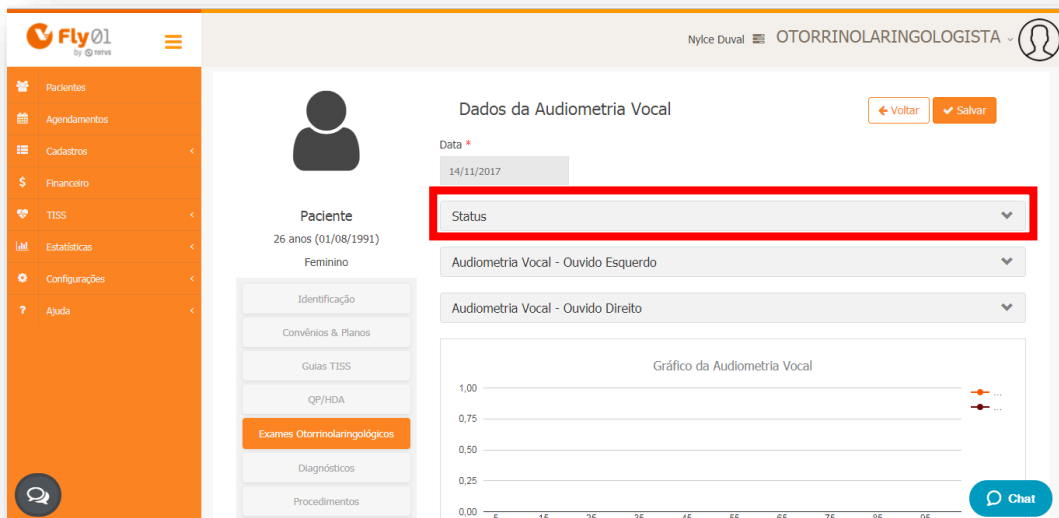 Fly01
by
Nylce Duval
OTORRINOLARINGOLOGISTA
Pacientes
Agendamentos
Cadastros
$ Financeiro
TISS
Estatísticas
Configurações
? Ajuda
Paciente
26 anos (01/08/1991)
Feminino
Identificação
Convênios & Planos
Guias TISS
QP/HDA
Exames Otorrinolaringológicos
Diagnósticos
Procedimentos
Dados da Audiometria Vocal
Voltar
Salvar
Data *
14/11/2017
Status
Audiometria Vocal - Ouvido Esquerdo
Audiometria Vocal - Ouvido Direito
Gráfico da Audiometria Vocal
1,00
...
...
0,75
0,50
0,25
0,00
5 15 25 35 45 55 65 75 85 95
Chat